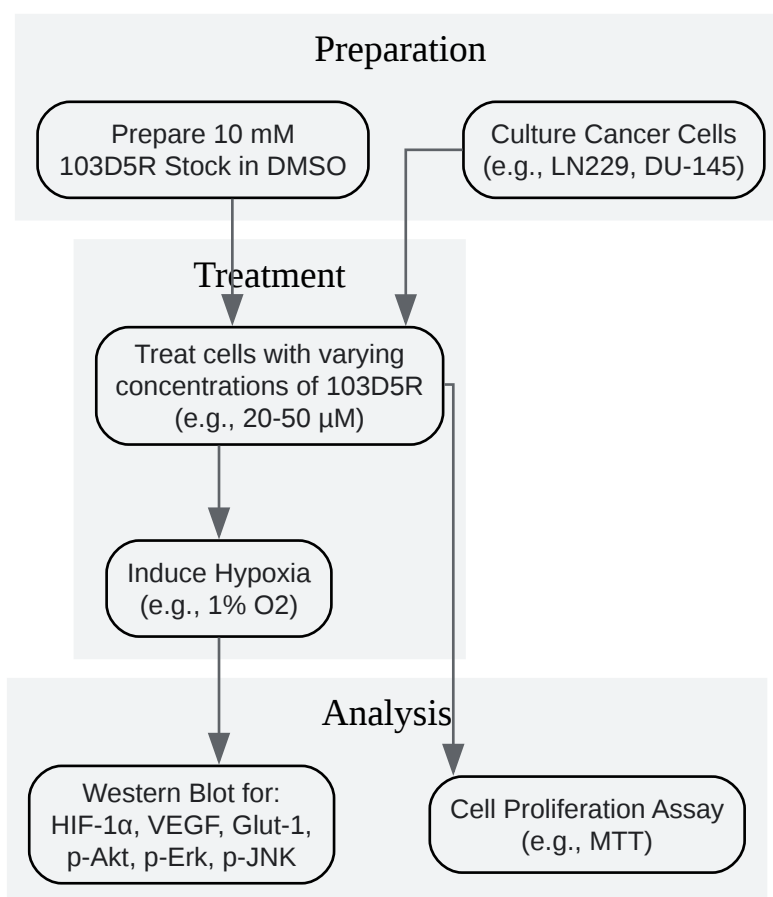 Preparation
Prepare 10 mM
103D5R Stock in DMSO
Culture Cancer Cells
(e.g., LN229, DU-145)
Treatment
Treat cells with varying
concentrations of 103D5R
(e.g., 20-50 µM)
Induce Hypoxia
(e.g., 1% O2)
Analysis
Western Blot for:
HIF-1α, VEGF, Glut-1,
p-Akt, p-Erk, p-JNK
Cell Proliferation Assay
(e.g., MTT)